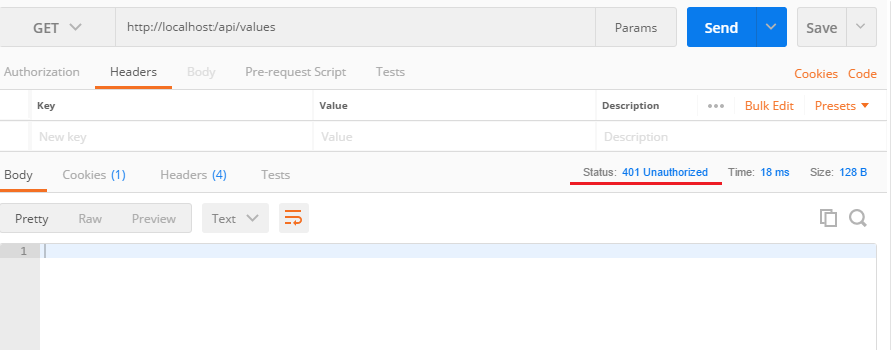 GET http://localhost:/api/values Params Send Save
Authorization Headers Body Pre-request Script Tests Cookies Code
Key Value Description ••• Bulk Edit Presets
New key Value Description
Body Cookies (1) Headers (4) Tests Status: 401 Unauthorized Time: 18 ms Size: 128 B
Pretty Raw Preview Text
1